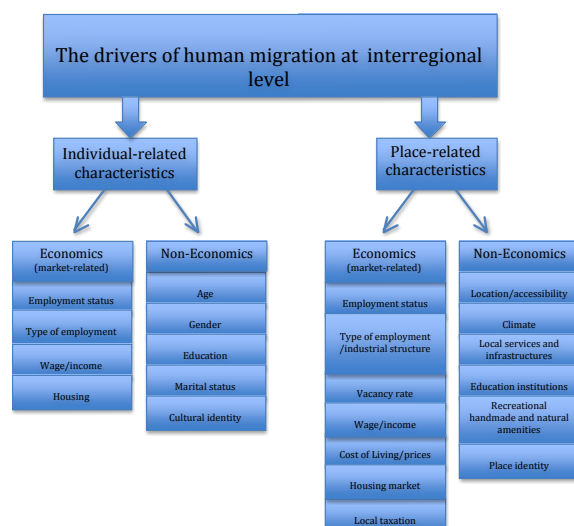 The drivers of human migration at interregional
level
Individual-related
characteristics
Place-related
characteristics
Economics
(market-related)
Employment status
Type of employment
Wage/income
Housing
Non-Economics
Age
Gender
Education
Marital status
Cultural identity
Economics
(market-related)
Employment status
Type of employment
/industrial structure
Vacancy rate
Wage/income
Cost of Living/prices
Housing market
Local taxation
Non-Economics
Location/accessibility
Climate
Local services and
infrastructures
Education institutions
Recreational
handmade and natural
amenities
Place identity